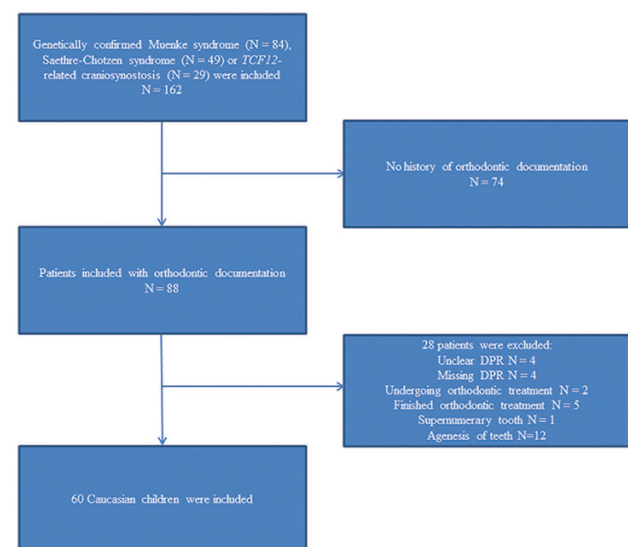 Genetically confirmed Muenke syndrome (N = 84),
Saethre-Chotzen syndrome (N = 49) or TCF12-
related craniosynostosis (N = 29) were included
N = 162
No history of orthodontic documentation
N = 74
Patients included with orthodontic documentation
N = 88
28 patients were excluded:
Unclear DPR N = 4
Missing DPR N = 4
Undergoing orthodontic treatment N = 2
Finished orthodontic treatment N = 5
Supernumerary tooth N = 1
Agenesis of teeth N=12
60 Caucasian children were included